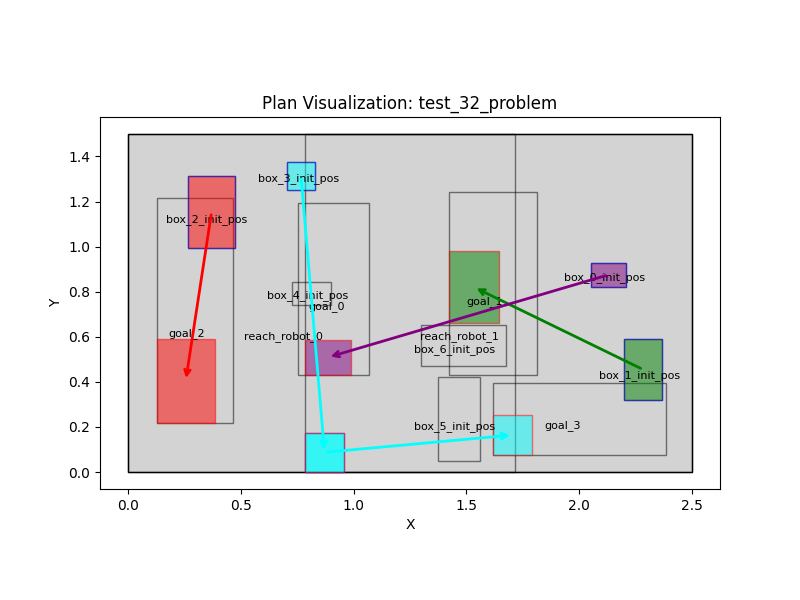 Plan Visualization: test_32_problem
box_3_init_pos
box_2_init_pos
box_0_init_pos
box_4_init_pos
goal_0
goal_1
goal_2
reach_robot_0
reach_robot_1
box_6_init_pos
box_1_init_pos
box_5_init_pos
goal_3
Y
1.4
1.2
1.0
0.8
0.6
0.4
0.2
0.0
0.0 0.5 1.0 1.5 2.0 2.5
X